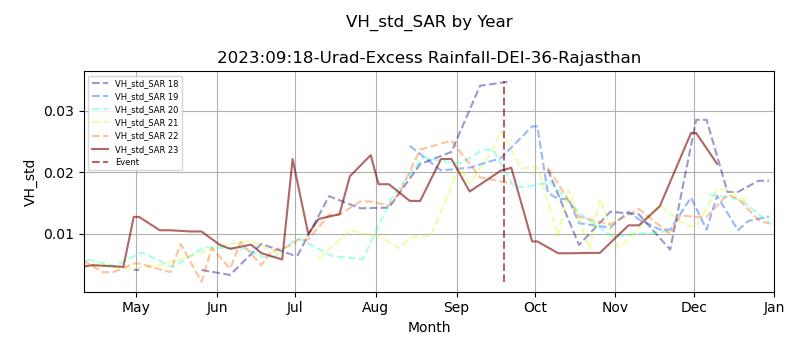 VH_std_SAR by Year
2023:09:18-Urad-Excess Rainfall-DEI-36-Rajasthan
VH_std_SAR 18
VH_std_SAR 19
VH_std_SAR 20
VH_std_SAR 21
VH_std_SAR 22
VH_std_SAR 23
Event
VH_std
0.03
0.02
0.01
May Jun Jul Aug Sep Oct Nov Dec Jan
Month